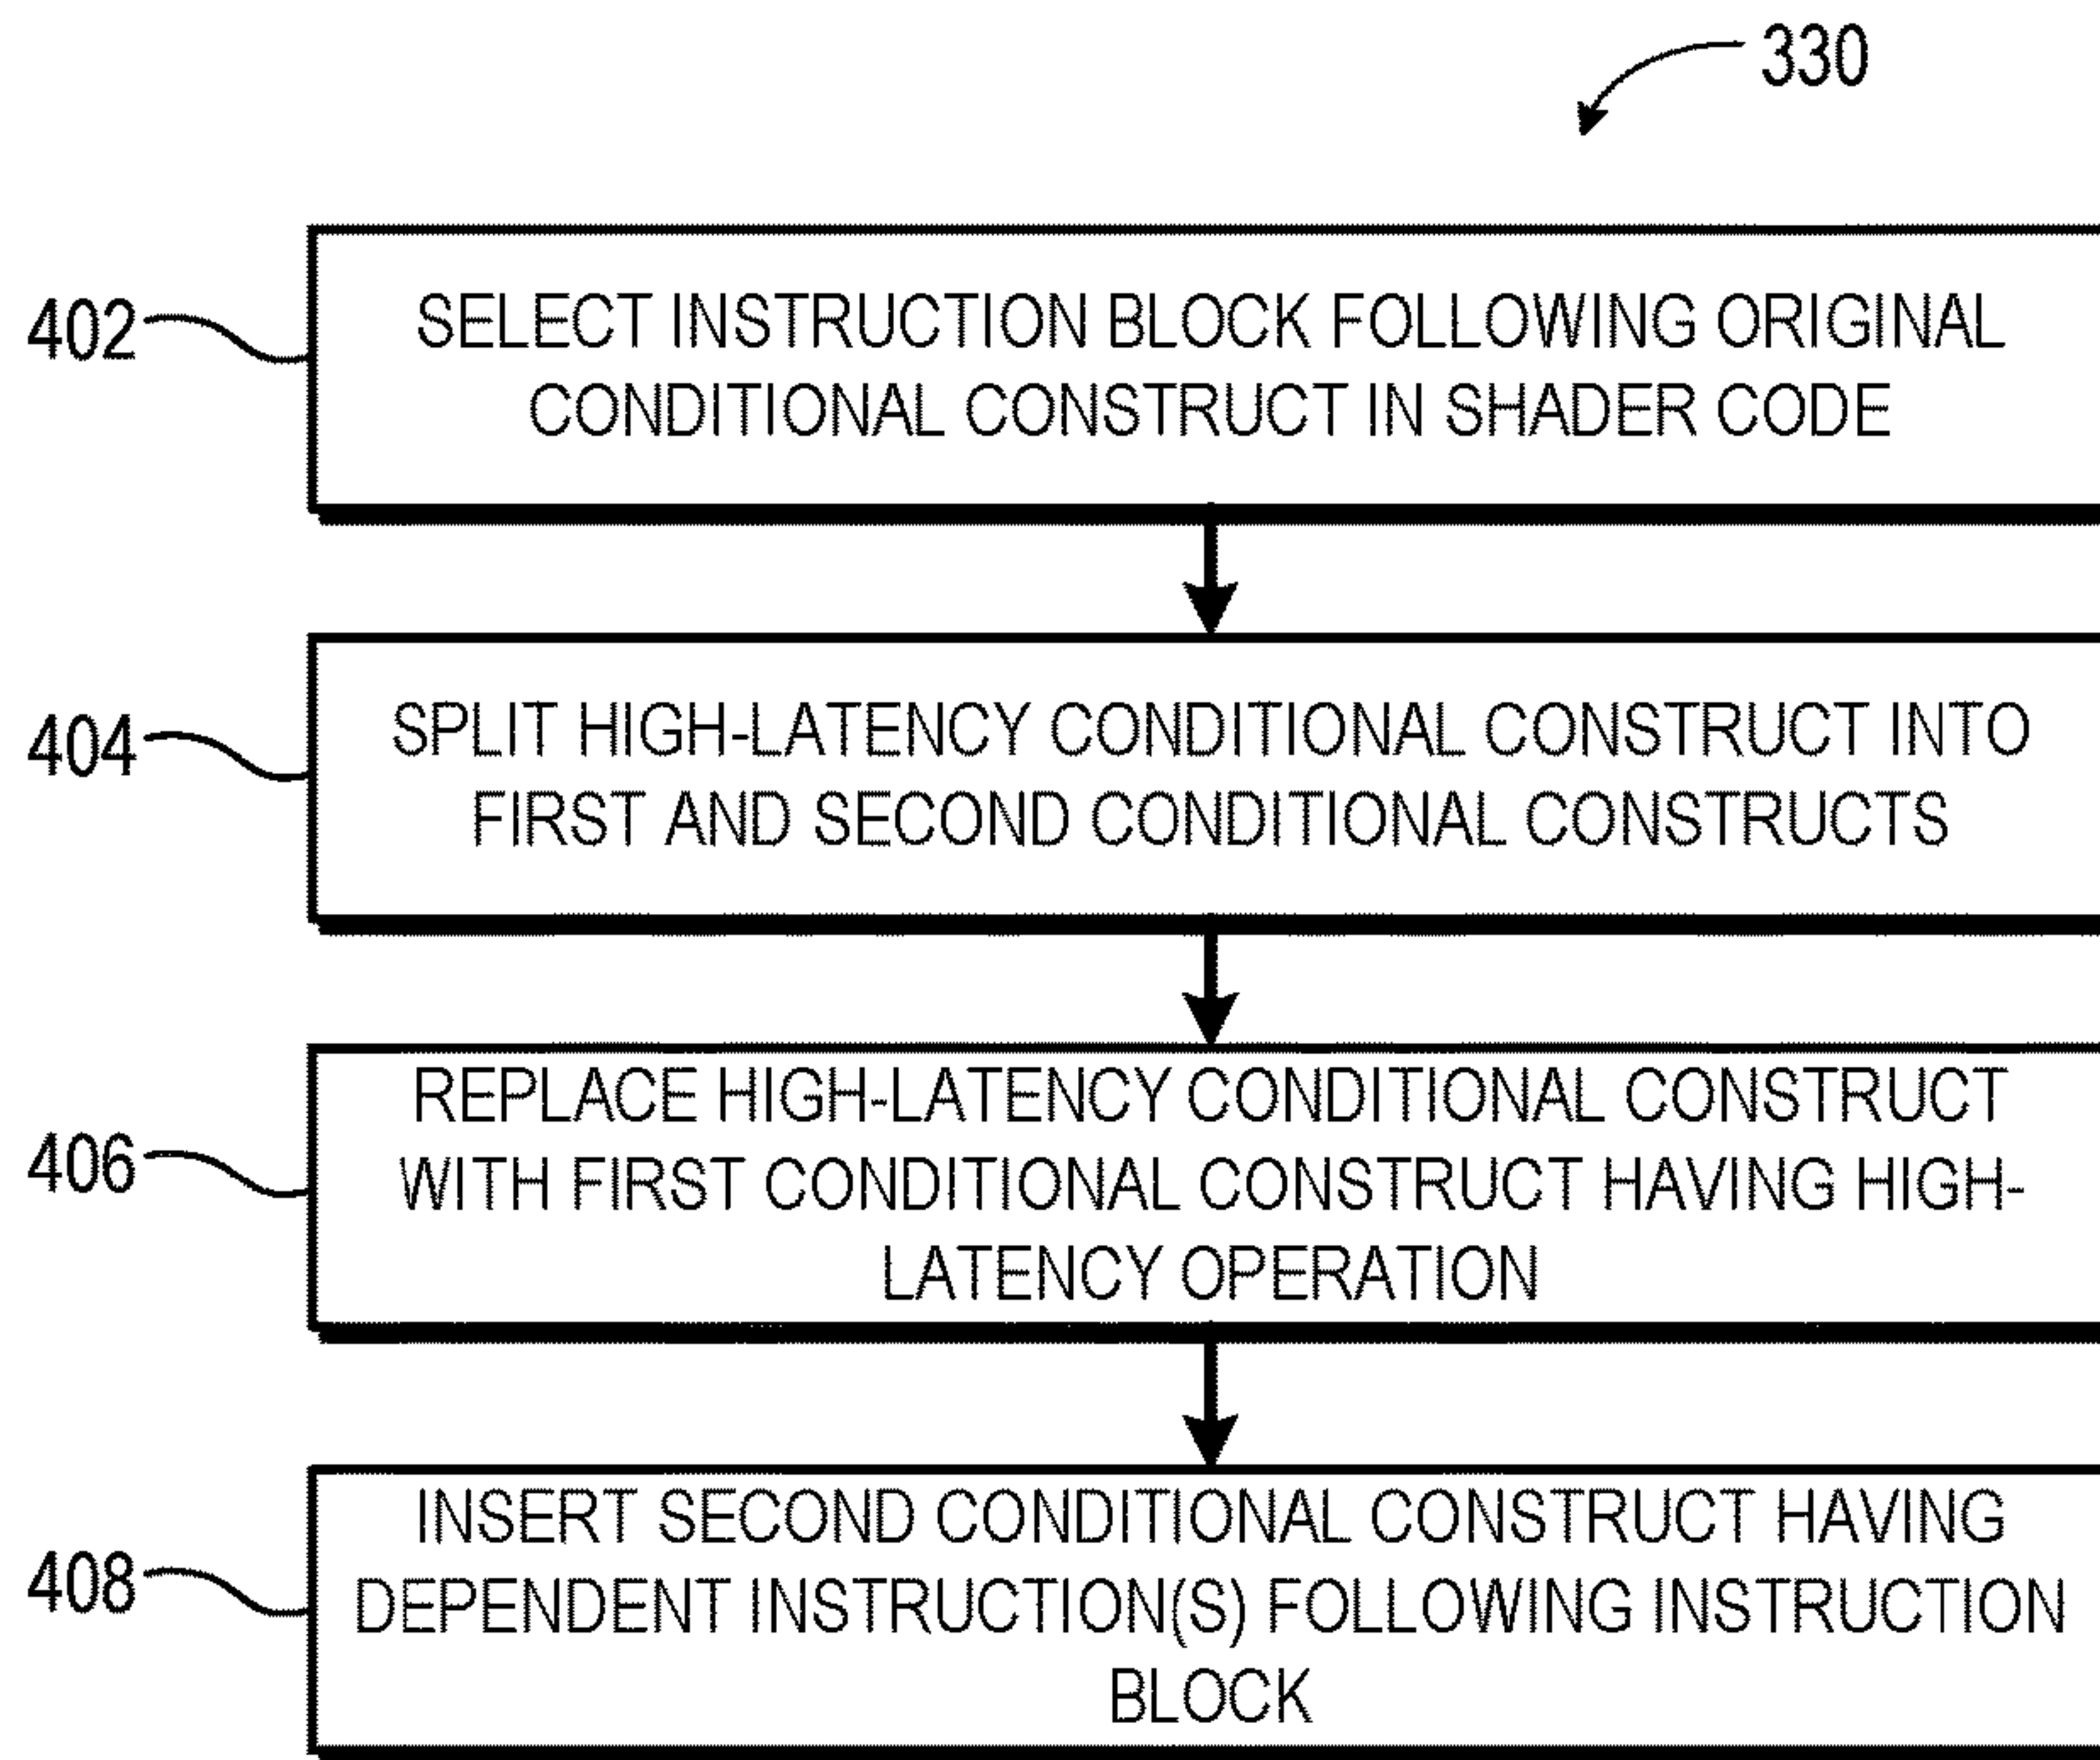 330
402
SELECT INSTRUCTION BLOCK FOLLOWING ORIGINAL
CONDITIONAL CONSTRUCT IN SHADER CODE
404
SPLIT HIGH-LATENCY CONDITIONAL CONSTRUCT INTO
FIRST AND SECOND CONDITIONAL CONSTRUCTS
406
REPLACE HIGH-LATENCY CONDITIONAL CONSTRUCT
WITH FIRST CONDITIONAL CONSTRUCT HAVING HIGH-
LATENCY OPERATION
408
INSERT SECOND CONDITIONAL CONSTRUCT HAVING
DEPENDENT INSTRUCTION(S) FOLLOWING INSTRUCTION
BLOCK